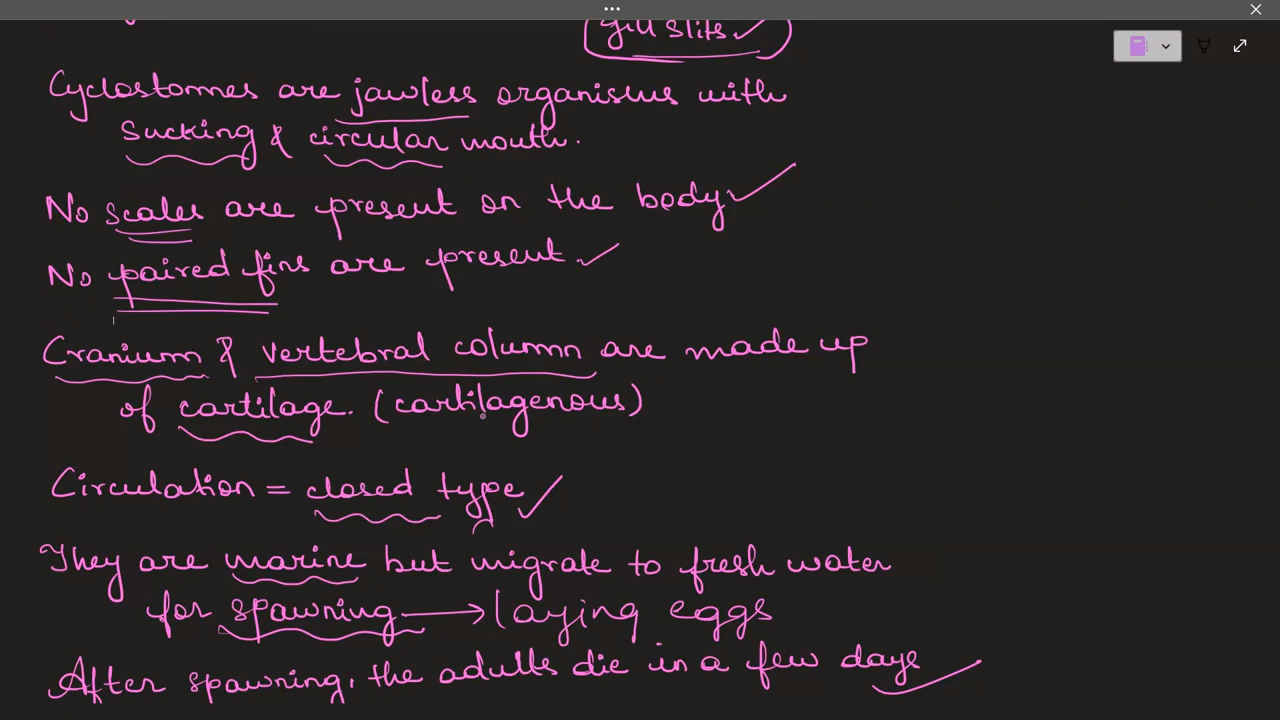 gill slits
Cyclostomes are jawless organisms with
sucking & circular mouth.
No scales are present on the body
No paired fins are present.
Cranium & vertebral column are made up
of cartilage. (cartilagenous)
Circulation = closed type
They are marine but migrate to fresh water
for spawning → laying eggs
After spawning, the adults die in a few days